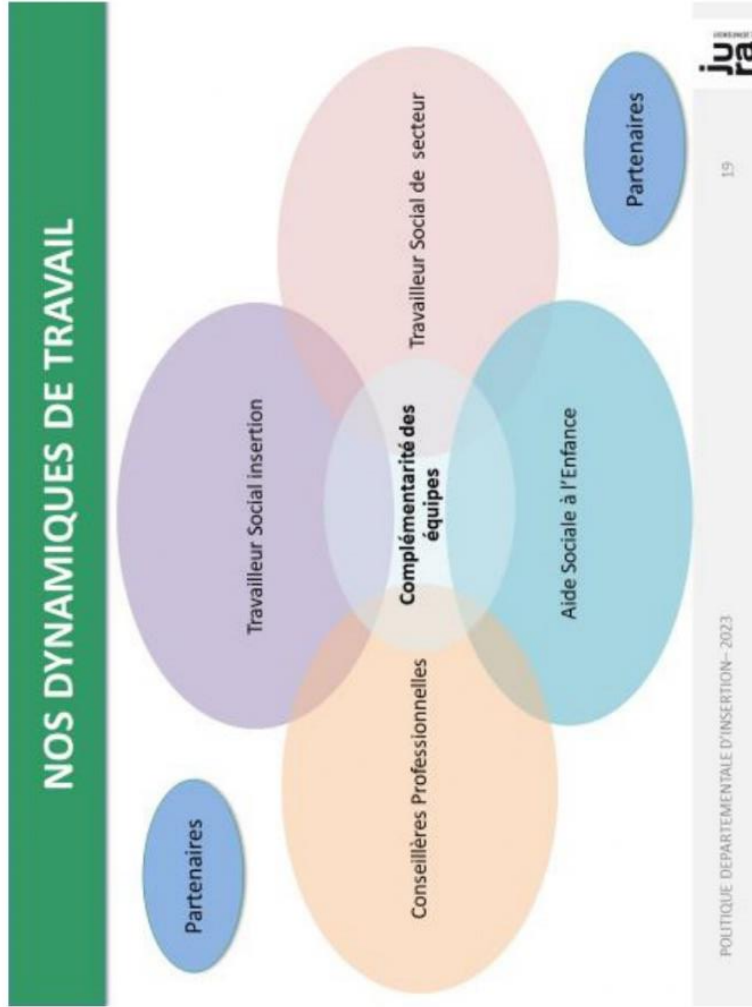 NOS DYNAMIQUES DE TRAVAIL
Partenaires
Travailleur Social insertion
Conseillères Professionnelles
Complémentarité des
équipes
Travailleur Social de secteur
Aide Sociale à l'Enfance
Partenaires
POLITIQUE DEPARTEMENTALE D'INSERTION– 2023
19
ju
ra